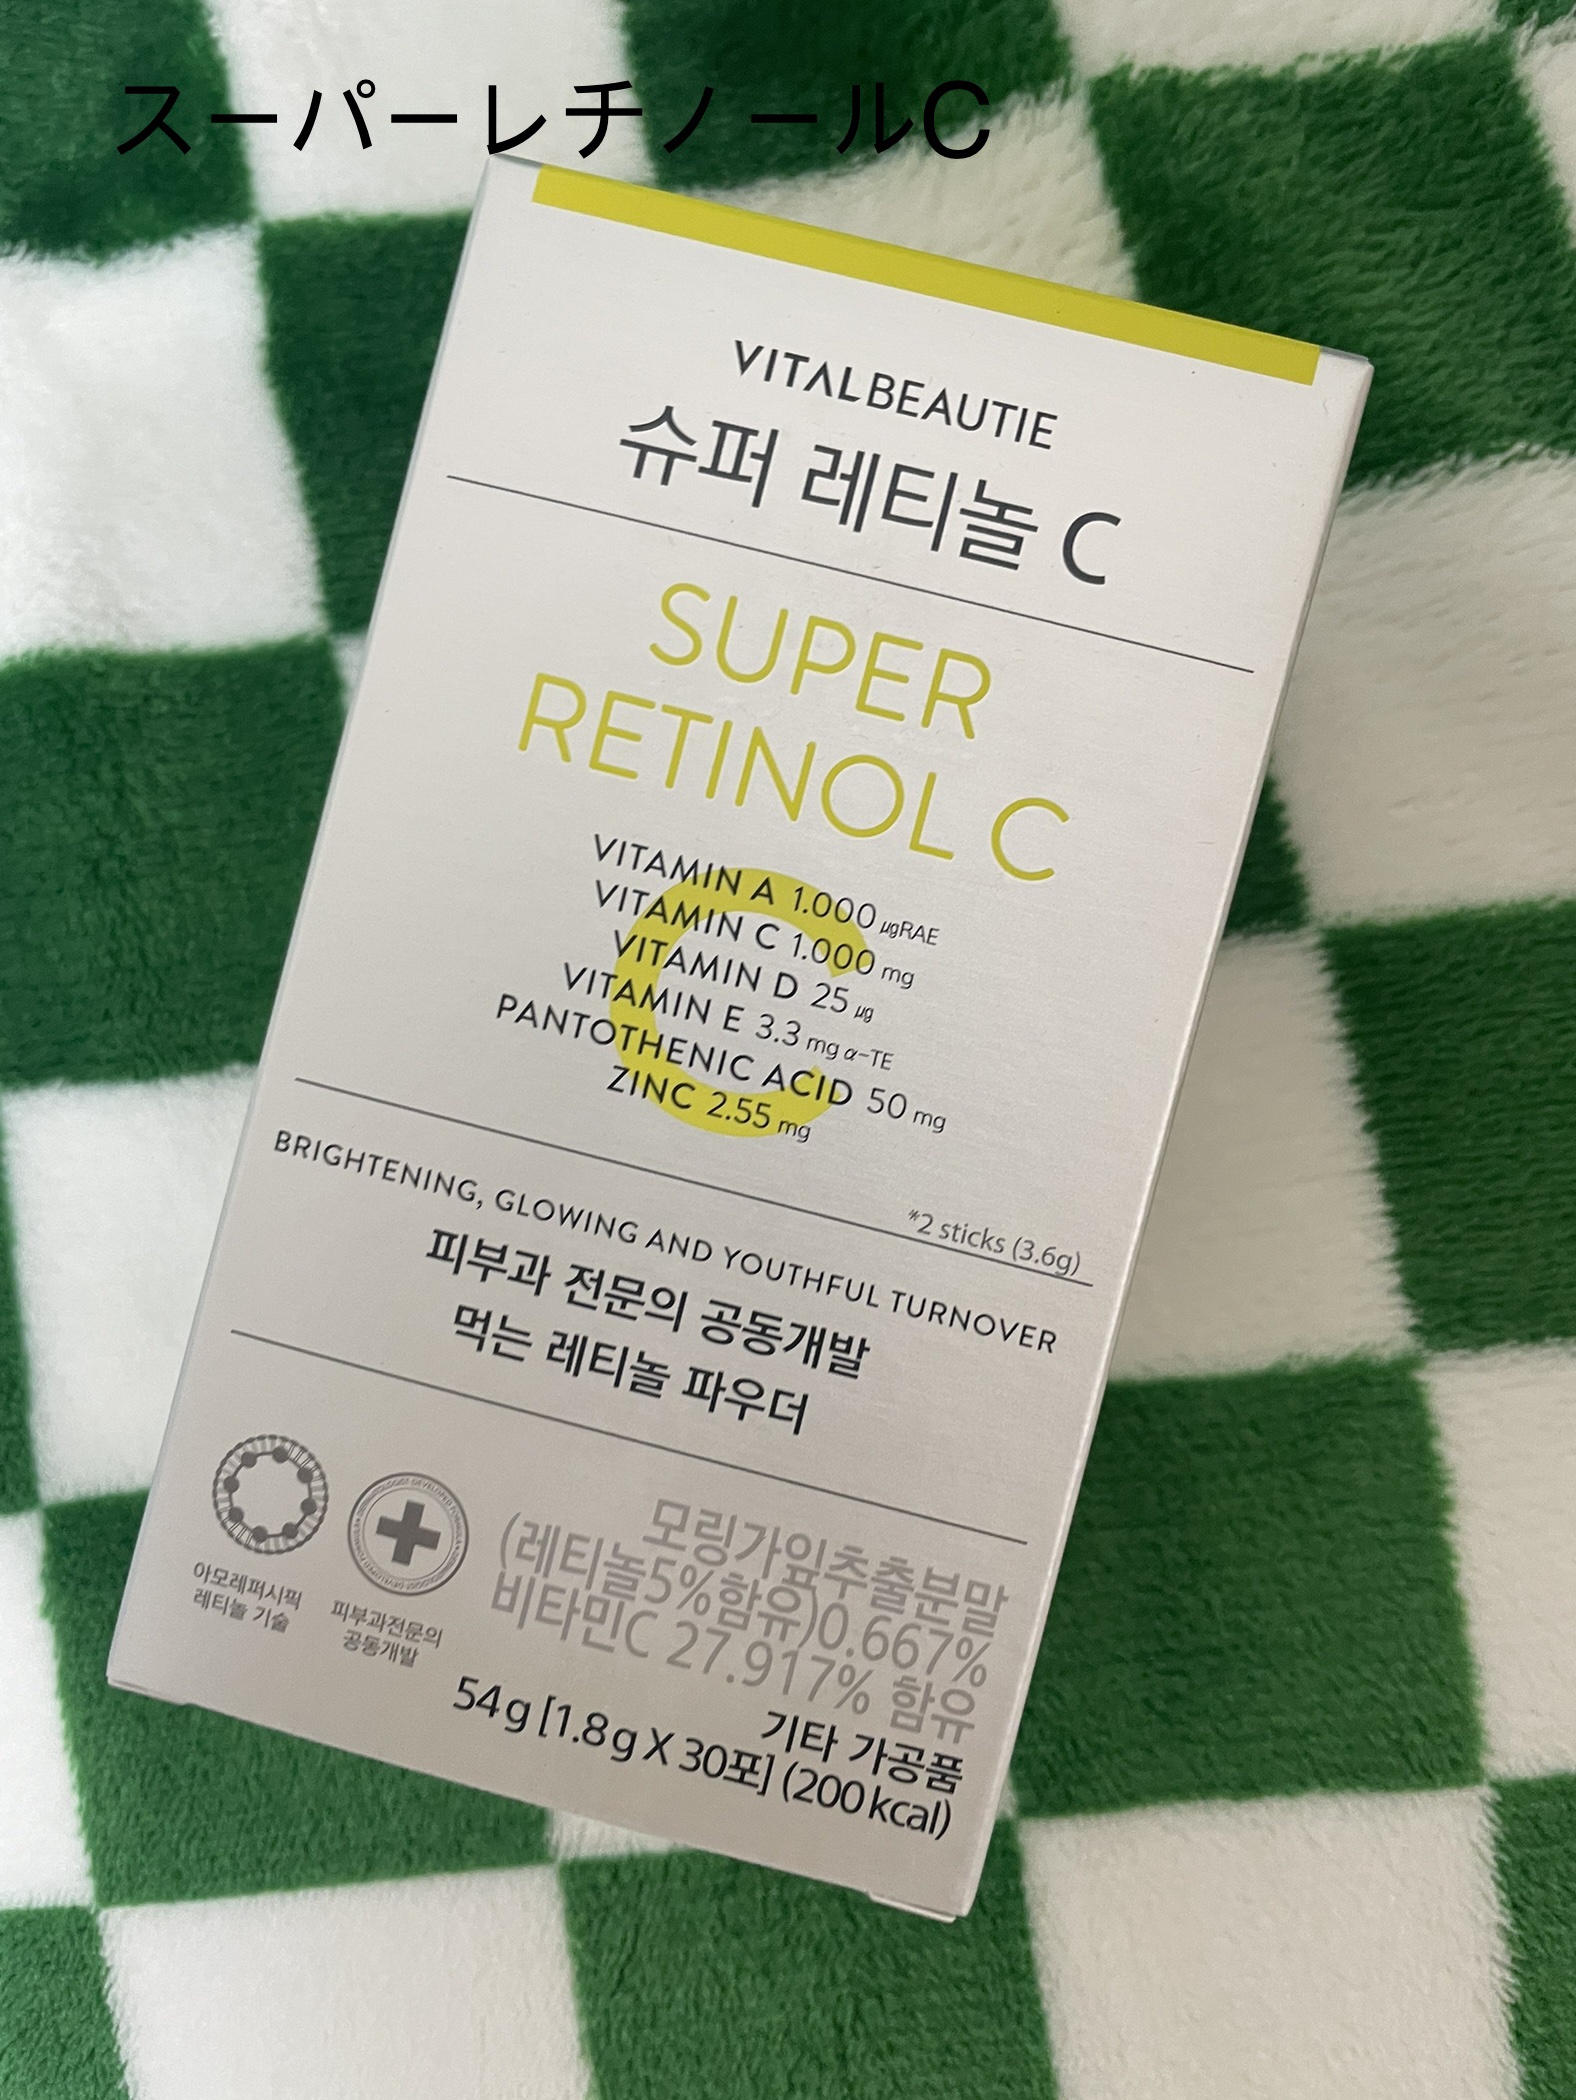 スーパーレチノールC
VITALBEAUTIE
슈퍼 레티놀 C
SUPER
RETINOL C
VITAMIN A 1.000 μgRAE
VITAMIN C 1.000 mg
VITAMIN D 25 μg
VITAMIN E 3.3 mg α-TE
PANTOTHENIC ACID 50 mg
ZINC 2.55 mg
*2 sticks (3.6g)
BRIGHTENING, GLOWING AND YOUTHFUL TURNOVER
피부과 전문의 공동개발
먹는 레티놀 파우더
아모레퍼시픽
레티놀 기술
피부과전문의
공동개발
모링가잎추출분말
(레티놀5%함유)0.667%
비타민C 27.917% 함유
기타 가공품
54g [1.8g X 30포] (200kcal)